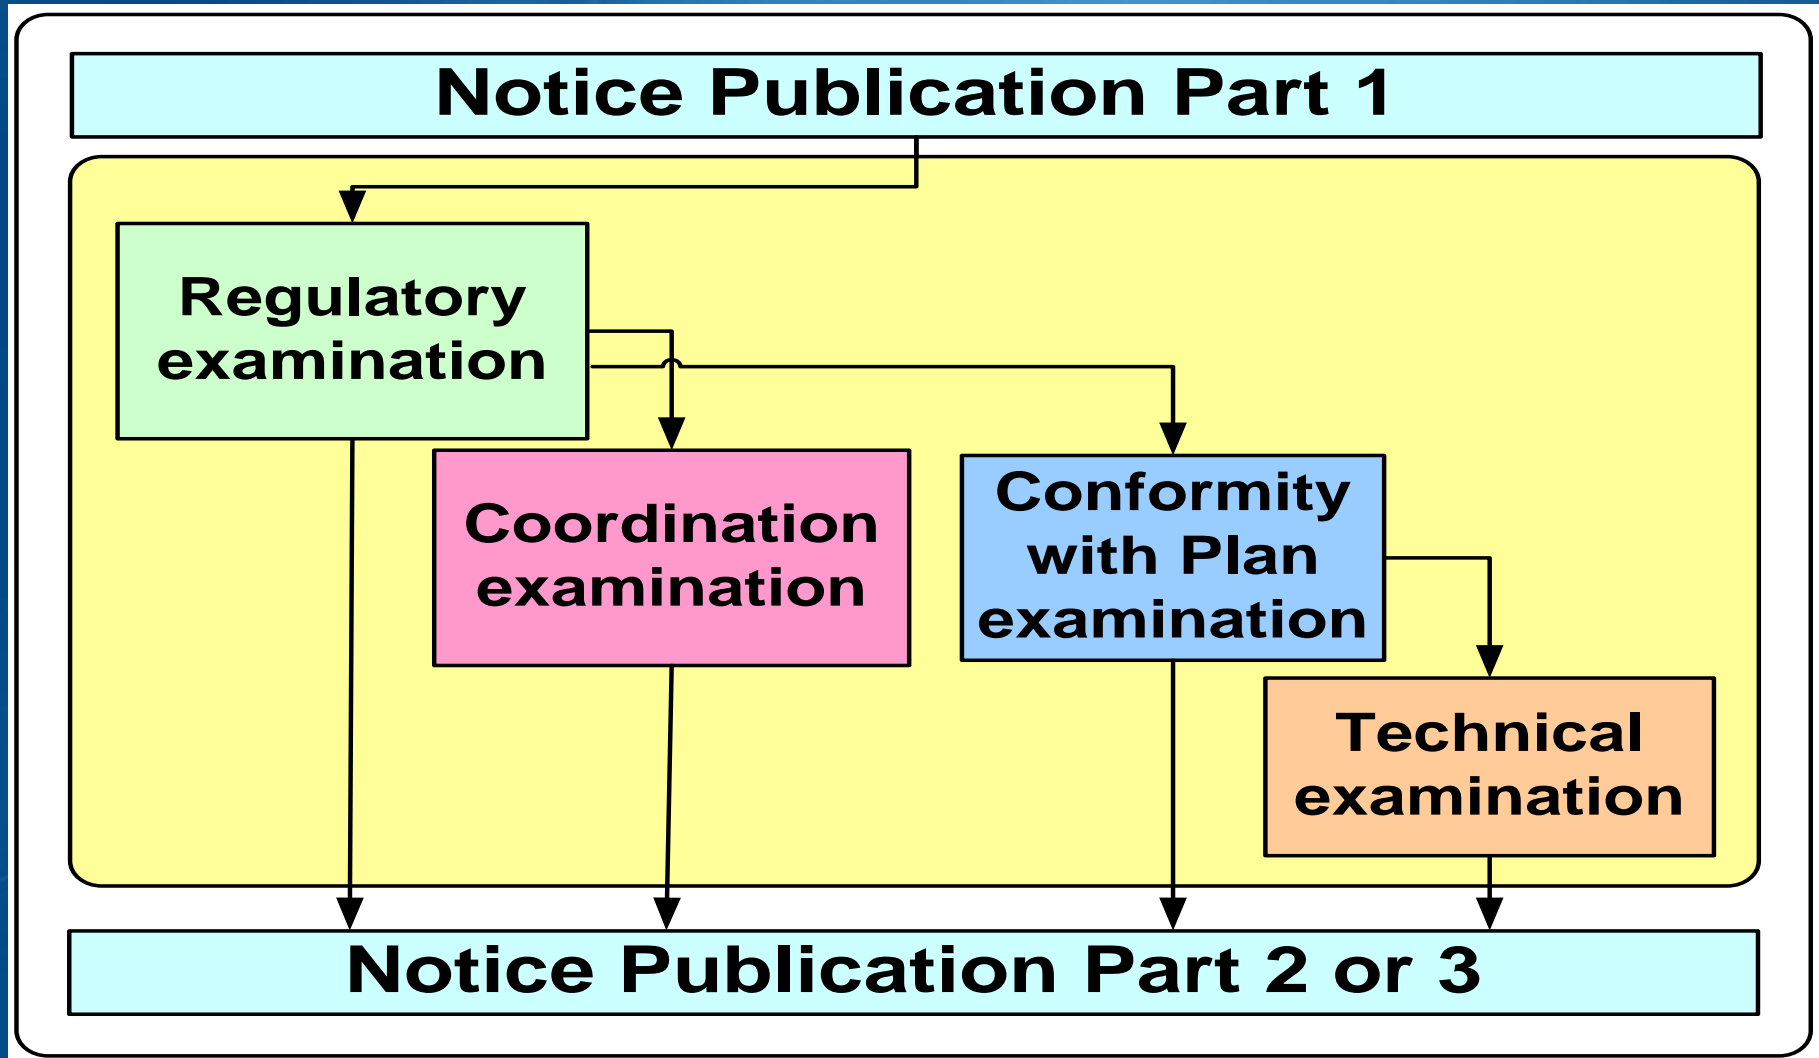 Notice Publication Part 1
Regulatory
examination
Coordination
examination
Conformity
with Plan
examination
Technical
examination
Notice Publication Part 2 or 3